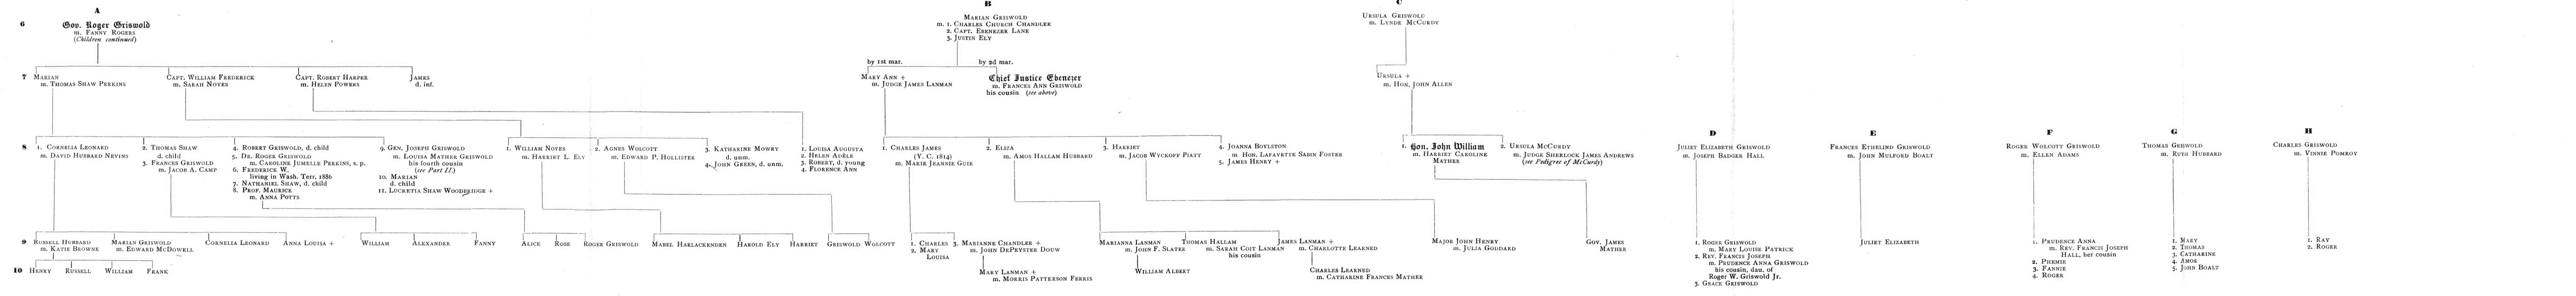 A
6
Gov. Roger Griswold
m. Fanny Rogers
(Children continued)
B
Marian Griswold
m. 1. Charles Church Chandler
2. Capt. Ebenezer Lane
3. Justin Ely
C
Ursula Griswold
m. Lynde McCurdy
7
Marian
m. Thomas Shaw Perkins
Capt. William Frederick
m. Sarah Noyes
Capt. Robert Harper
m. Helen Powers
James
d. inf.
by 1st mar.
by 2d mar.
Mary Ann +
m. Judge James Lanman
Chief Justice Ebenezer
m. Frances Ann Griswold
his cousin (see above)
Ursula +
m. Hon. John Allen
8
1. Cornelia Leonard
m. David Hubbard Nevins
2. Thomas Shaw
d. child
3. Frances Griswold
m. Jacob A. Camp
4. Robert Griswold, d. child
5. Dr. Roger Griswold
m. Caroline Jumelle Perkins, s. p.
6. Frederick W.
living in Wash. Terr. 1886
7. Nathaniel Shaw, d. child
8. Prof. Maurice
m. Anna Potts
9. Gen. Joseph Griswold
m. Louisa Mather Griswold
his fourth cousin
(see Part II.)
10. Marian
d. child
11. Lucretia Shaw Woodbridge +
1. William Noyes
m. Harriet L. Ely
2. Agnes Wolcott
m. Edward P. Hollister
3. Katharine Mowry
d. unm.
4. John Green, d. unm.
1. Louisa Augusta
2. Helen Adèle
3. Robert, d. young
4. Florence Ann
1. Charles James
(Y. C. 1814)
m. Marie Jeannie Guie
2. Eliza
m. Amos Hallam Hubbard
3. Harriet
m. Jacob Wyckoff Piatt
4. Joanna Boylston
m. Hon. Lafayette Sabin Foster
5. James Henry +
1. Hon. John William
m. Harriet Caroline
Mather
2. Ursula McCurdy
m. Judge Sherlock James Andrews
(see Pedigree of McCurdy)
D
Juliet Elizabeth Griswold
m. Joseph Badger Hall
E
Frances Ethelind Griswold
m. John Mulford Boalt
F
Roger Wolcott Griswold
m. Ellen Adams
G
Thomas Griswold
m. Ruth Hubbard
H
Charles Griswold
m. Vinnie Pomroy
9
Russell Hubbard
m. Katie Browne
Marian Griswold
m. Edward McDowell
Cornelia Leonard
Anna Louisa +
William
Alexander
Fanny
Alice
Rose
Roger Griswold
Mabel Harlackenden
Harold Ely
Harriet
Griswold Wolcott
1. Charles
2. Mary
Louisa
3. Marianne Chandler +
m. John DePeyster Douw
Marianna Lanman
m. John F. Slater
Thomas Hallam
m. Sarah Coit Lanman
his cousin
James Lanman +
m. Charlotte Learned
Major John Henry
m. Julia Goddard
Gov. James
Mather
1. Roger Griswold
m. Mary Louise Patrick
2. Rev. Francis Joseph
m. Prudence Anna Griswold
his cousin, dau. of
Roger W. Griswold Jr.
3. Grace Griswold
Juliet Elizabeth
1. Prudence Anna
m. Rev. Francis Joseph
Hall, her cousin
2. Phemie
3. Fannie
4. Roger
1. Mary
2. Thomas
3. Catharine
4. Amos
5. John Boalt
1. Ray
2. Roger
10
Henry
Russell
William
Frank
Mary Lanman +
m. Morris Patterson Ferris
William Albert
Charles Learned
m. Catharine Frances Mather